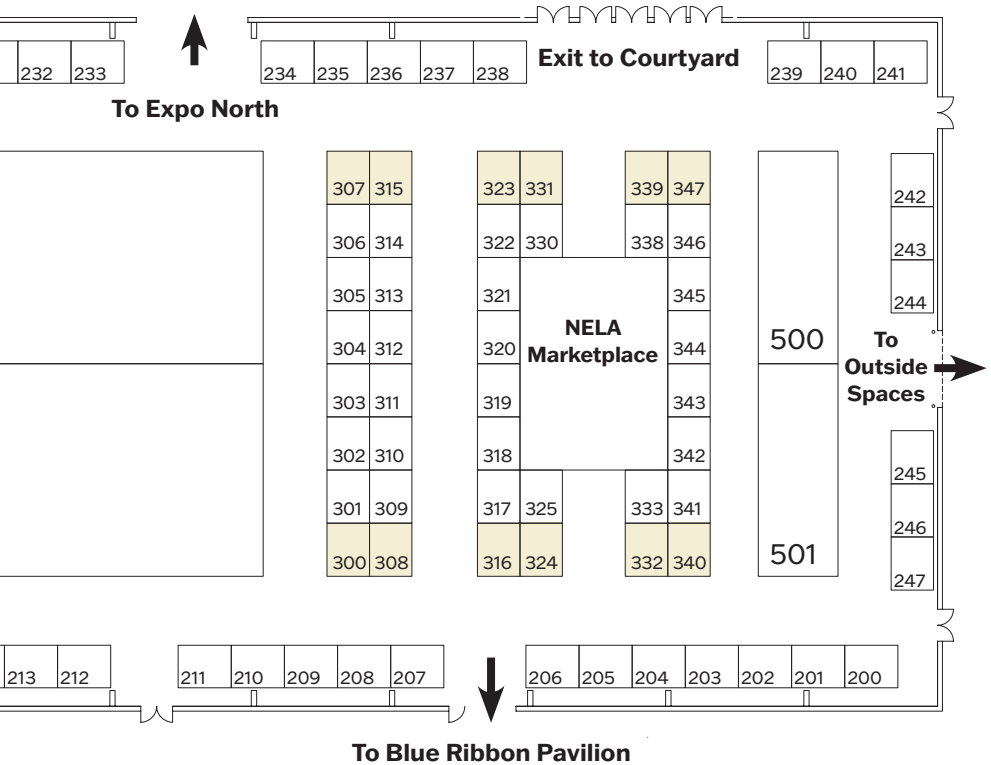 232 233 234 235 236 237 238 Exit to Courtyard 239 240 241
To Expo North
307 315 323 331 339 347 242
306 314 322 330 338 346 243
305 313 321 345 244
NELA
Marketplace
304 312 320 344 500
To
Outside
Spaces
303 311 319 343
302 310 318 342 245
301 309 317 325 333 341 246
300 308 316 324 332 340 501 247
213 212 211 210 209 208 207 206 205 204 203 202 201 200
To Blue Ribbon Pavilion